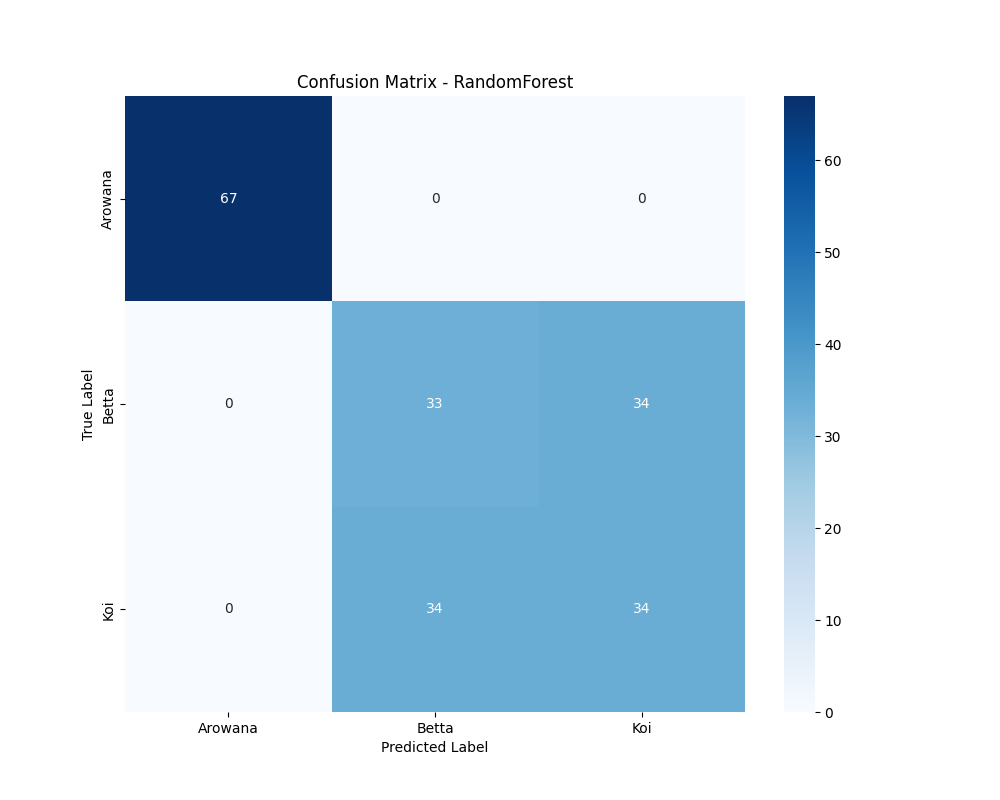 Confusion Matrix - RandomForest
True Label
Arowana
Betta
Koi
67 0 0
0 33 34
0 34 34
Arowana Betta Koi
Predicted Label
60
50
40
30
20
10
0